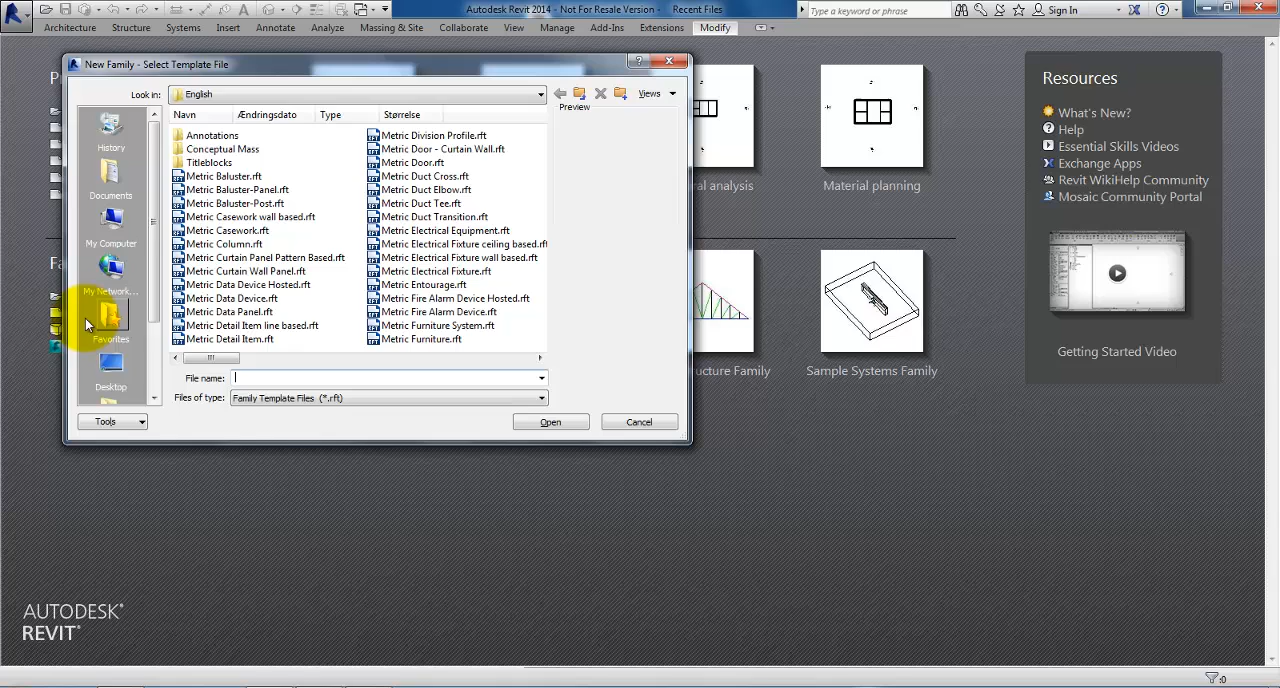 Autodesk Revit 2014 - Not For Resale Version - Recent Files
Type a keyword or phrase
Sign In
Architecture Structure Systems Insert Annotate Analyze Massing & Site Collaborate View Manage Add-Ins Extensions Modify
New Family - Select Template File
Look in:
English
Views
Preview
Navn Ændringsdato Type Størrelse
History
Documents
My Computer
My Network...
Favorites
Desktop
Annotations
Conceptual Mass
Titleblocks
Metric Baluster.rft
Metric Baluster-Panel.rft
Metric Baluster-Post.rft
Metric Casework wall based.rft
Metric Casework.rft
Metric Column.rft
Metric Curtain Panel Pattern Based.rft
Metric Curtain Wall Panel.rft
Metric Data Device Hosted.rft
Metric Data Device.rft
Metric Data Panel.rft
Metric Detail Item line based.rft
Metric Detail Item.rft
Metric Division Profile.rft
Metric Door - Curtain Wall.rft
Metric Door.rft
Metric Duct Cross.rft
Metric Duct Elbow.rft
Metric Duct Tee.rft
Metric Duct Transition.rft
Metric Electrical Equipment.rft
Metric Electrical Fixture ceiling based.rft
Metric Electrical Fixture wall based.rft
Metric Electrical Fixture.rft
Metric Entourage.rft
Metric Fire Alarm Device Hosted.rft
Metric Fire Alarm Device.rft
Metric Furniture System.rft
Metric Furniture.rft
File name:
Files of type:
Family Template Files (*.rft)
Tools
Open
Cancel
ral analysis
Material planning
ucture Family
Sample Systems Family
Resources
What's New?
Help
Essential Skills Videos
Exchange Apps
Revit WikiHelp Community
Mosaic Community Portal
Getting Started Video
AUTODESK®
REVIT®
:0